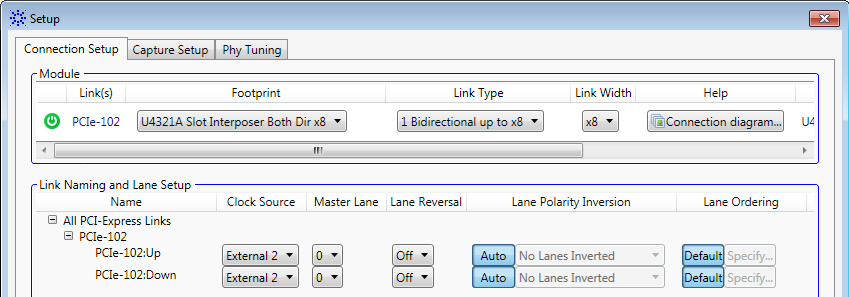 Setup
Connection Setup Capture Setup Phy Tuning
Module
Link(s) Footprint Link Type Link Width Help
PCIe-102 U4321A Slot Interposer Both Dir x8 1 Bidirectional up to x8 x8 Connection diagram... U4
Link Naming and Lane Setup
Name Clock Source Master Lane Lane Reversal Lane Polarity Inversion Lane Ordering
All PCI-Express Links
PCIe-102
PCIe-102:Up External 2 0 Off Auto No Lanes Inverted Default Specify...
PCIe-102:Down External 2 0 Off Auto No Lanes Inverted Default Specify...